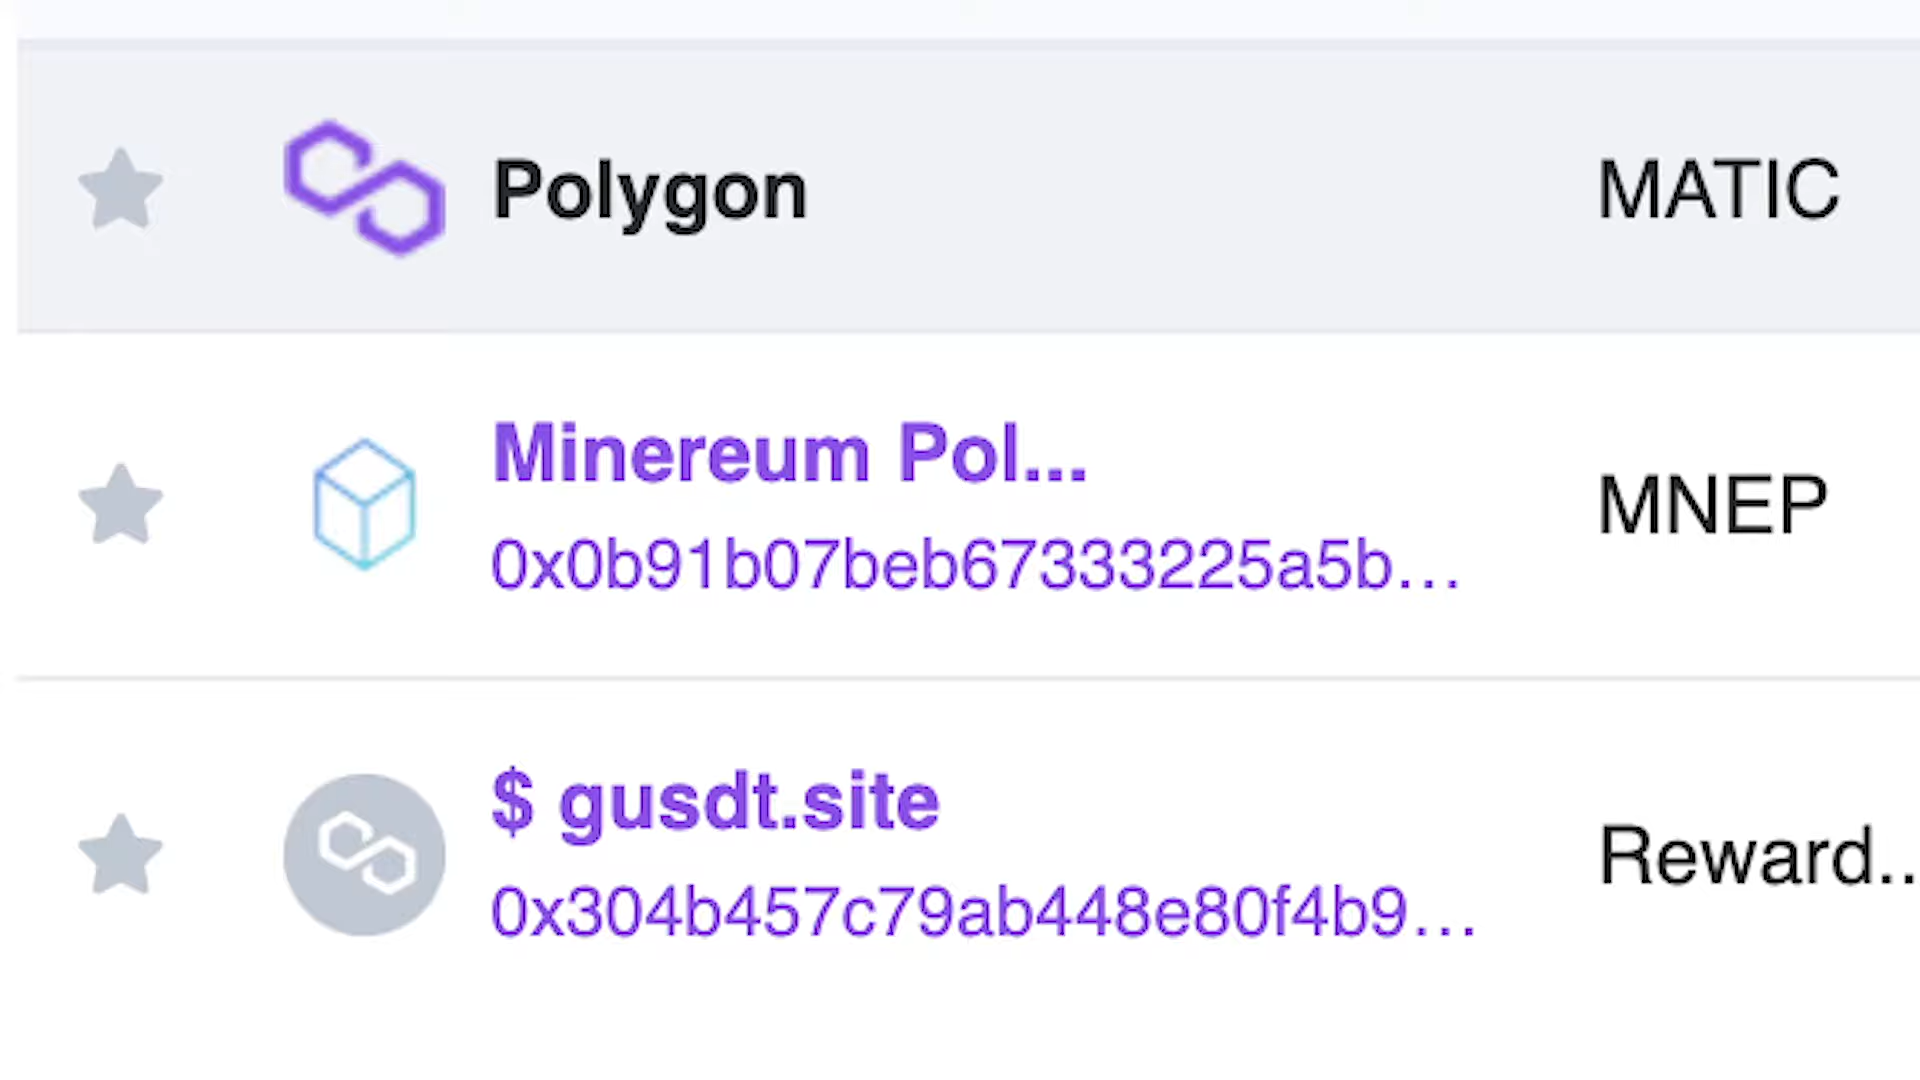 Polygon MATIC
Minereum Pol...
0x0b91b07beb67333225a5b...
MNEP
$ gusdt.site
0x304b457c79ab448e80f4b9...
Reward..